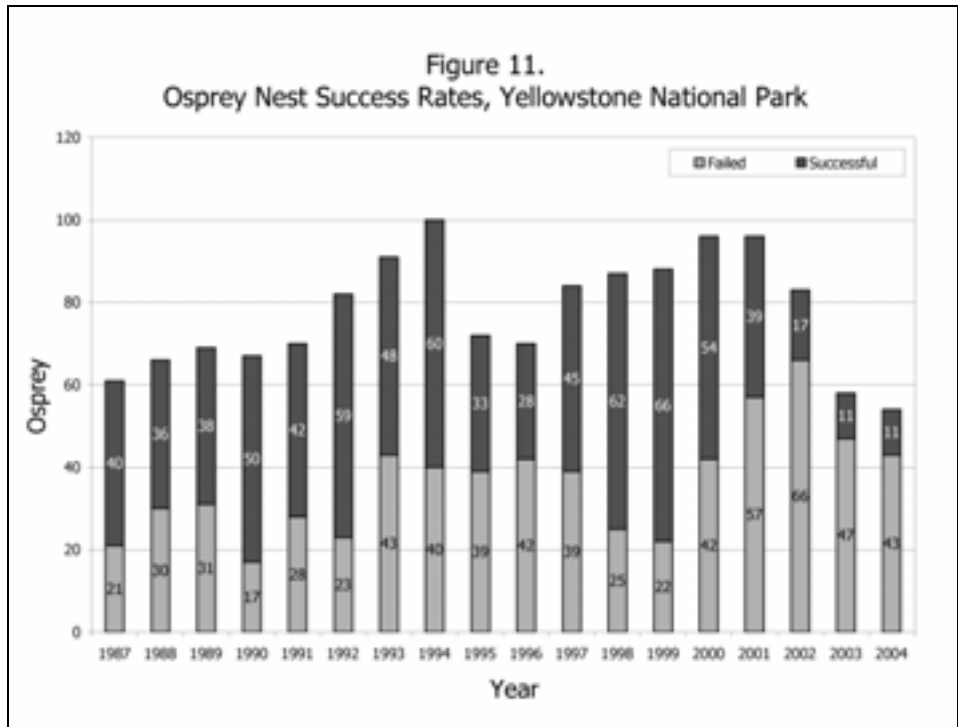 Figure 11.
Osprey Nest Success Rates, Yellowstone National Park
Failed Successful
120
100
80
60
40
20
0
Osprey
40 36 38 50 42 59 48 60 33 28 45 62 66 54 39 17 11 11
21 30 31 17 28 23 43 40 39 42 39 25 22 42 57 66 47 43
1987 1988 1989 1990 1991 1992 1993 1994 1995 1996 1997 1998 1999 2000 2001 2002 2003 2004
Year